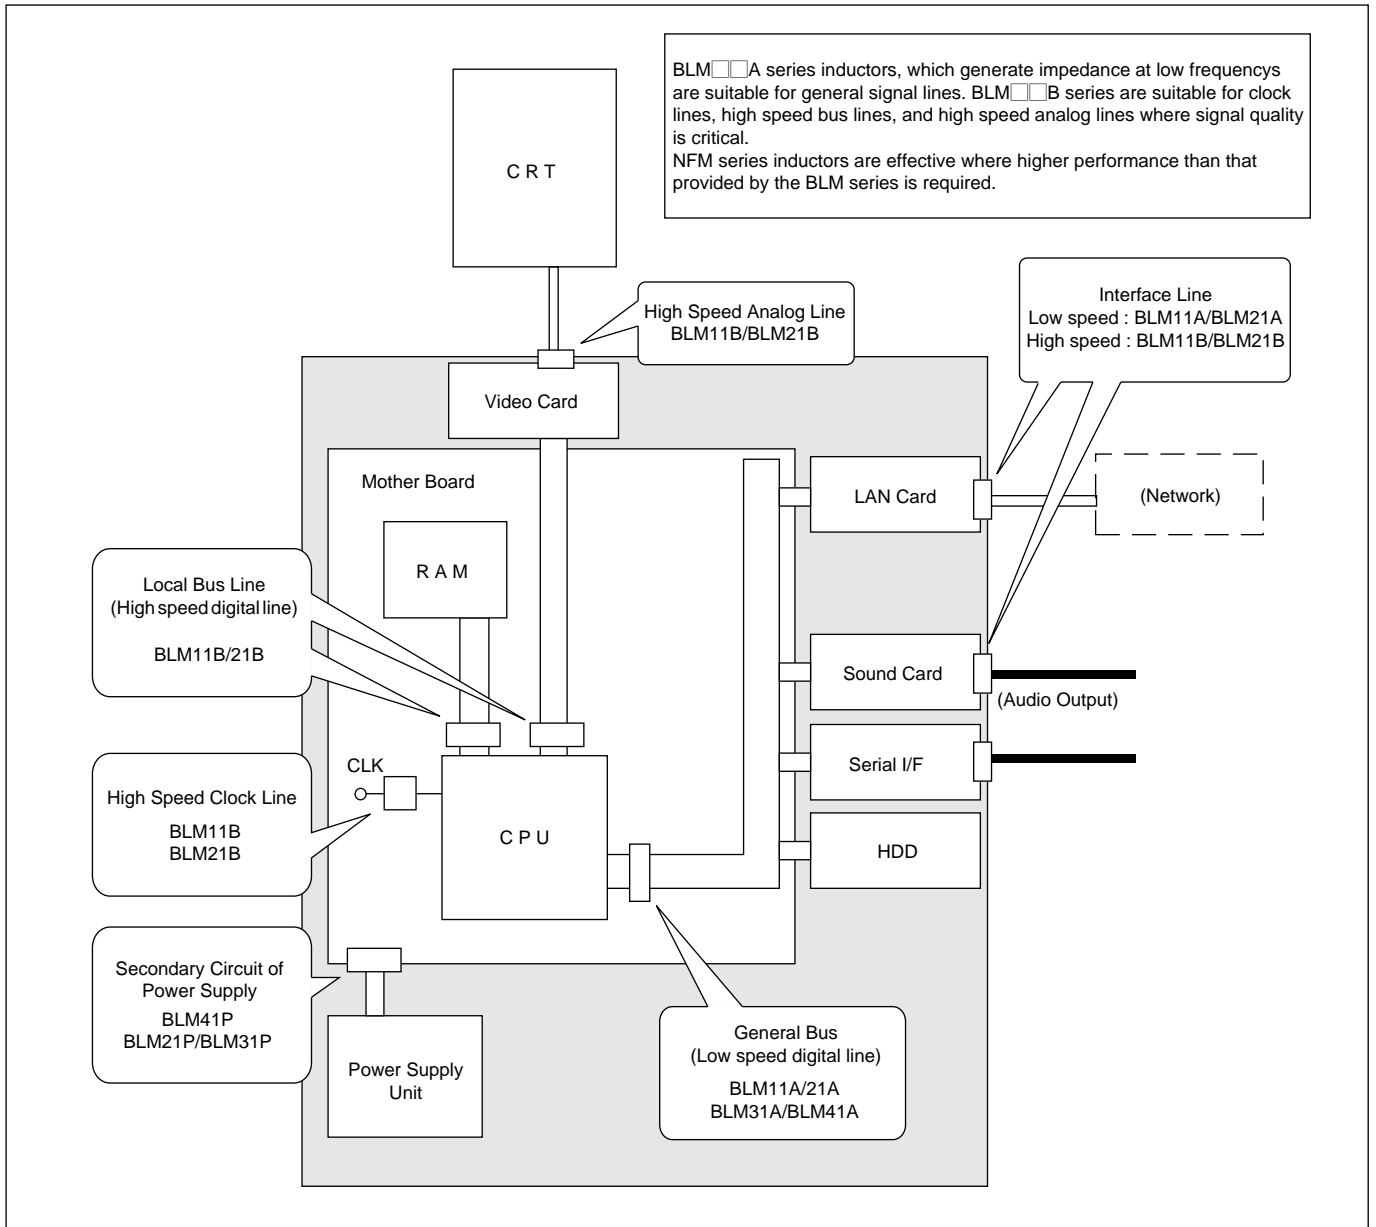 BLM□□A series inductors, which generate impedance at low frequencys
are suitable for general signal lines. BLM□□B series are suitable for clock
lines, high speed bus lines, and high speed analog lines where signal quality
is critical.
NFM series inductors are effective where higher performance than that
provided by the BLM series is required.
C R T
High Speed Analog Line
BLM11B/BLM21B
Interface Line
Low speed : BLM11A/BLM21A
High speed : BLM11B/BLM21B
Video Card
Mother Board
LAN Card
(Network)
R A M
Local Bus Line
(High speed digital line)
BLM11B/21B
Sound Card
(Audio Output)
CLK
Serial I/F
High Speed Clock Line
BLM11B
BLM21B
C P U
HDD
Secondary Circuit of
Power Supply
BLM41P
BLM21P/BLM31P
Power Supply
Unit
General Bus
(Low speed digital line)
BLM11A/21A
BLM31A/BLM41A